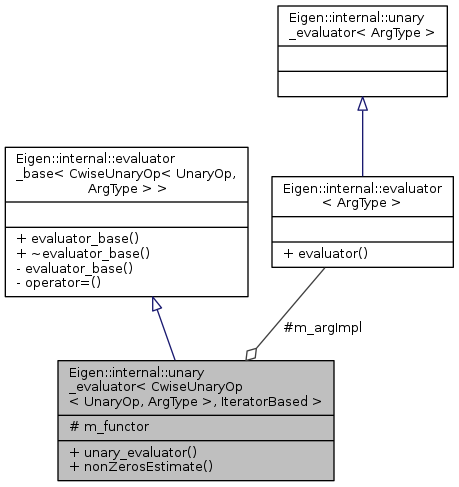 Eigen::internal::unary
_evaluator< ArgType >
Eigen::internal::evaluator
_base< CwiseUnaryOp< UnaryOp,
ArgType > >
+ evaluator_base()
+ ~evaluator_base()
- evaluator_base()
- operator=()
Eigen::internal::evaluator
< ArgType >
+ evaluator()
#m_argImpl
Eigen::internal::unary
_evaluator< CwiseUnaryOp
< UnaryOp, ArgType >, IteratorBased >
# m_functor
+ unary_evaluator()
+ nonZerosEstimate()